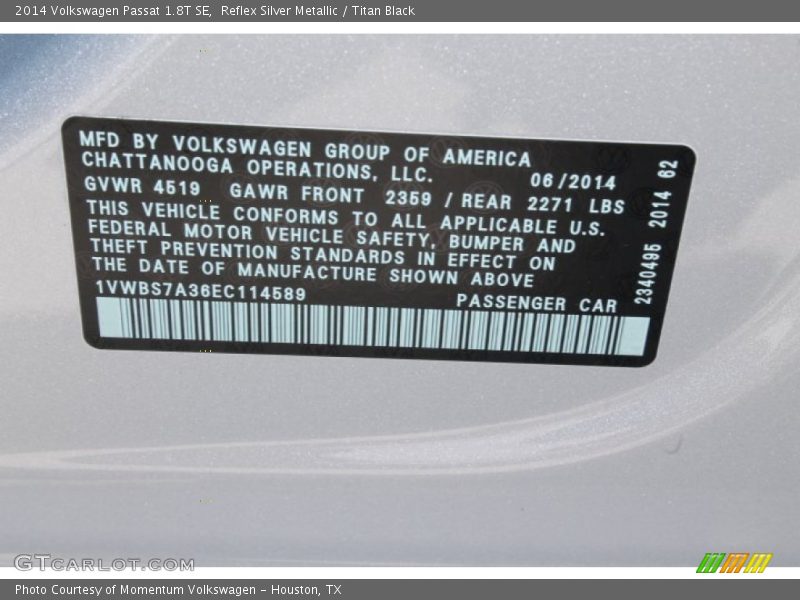 2014 Volkswagen Passat 1.8T SE, Reflex Silver Metallic / Titan Black
MFD BY VOLKSWAGEN GROUP OF AMERICA
CHATTANOOGA OPERATIONS, LLC. 06/2014
GVWR 4519 GAWR FRONT 2359 / REAR 2271 LBS
THIS VEHICLE CONFORMS TO ALL APPLICABLE U.S.
FEDERAL MOTOR VEHICLE SAFETY, BUMPER AND
THEFT PREVENTION STANDARDS IN EFFECT ON
THE DATE OF MANUFACTURE SHOWN ABOVE
1VWBS7A36EC114589 PASSENGER CAR
2340495 2014 62
GTcarlot.com
Photo Courtesy of Momentum Volkswagen - Houston, TX